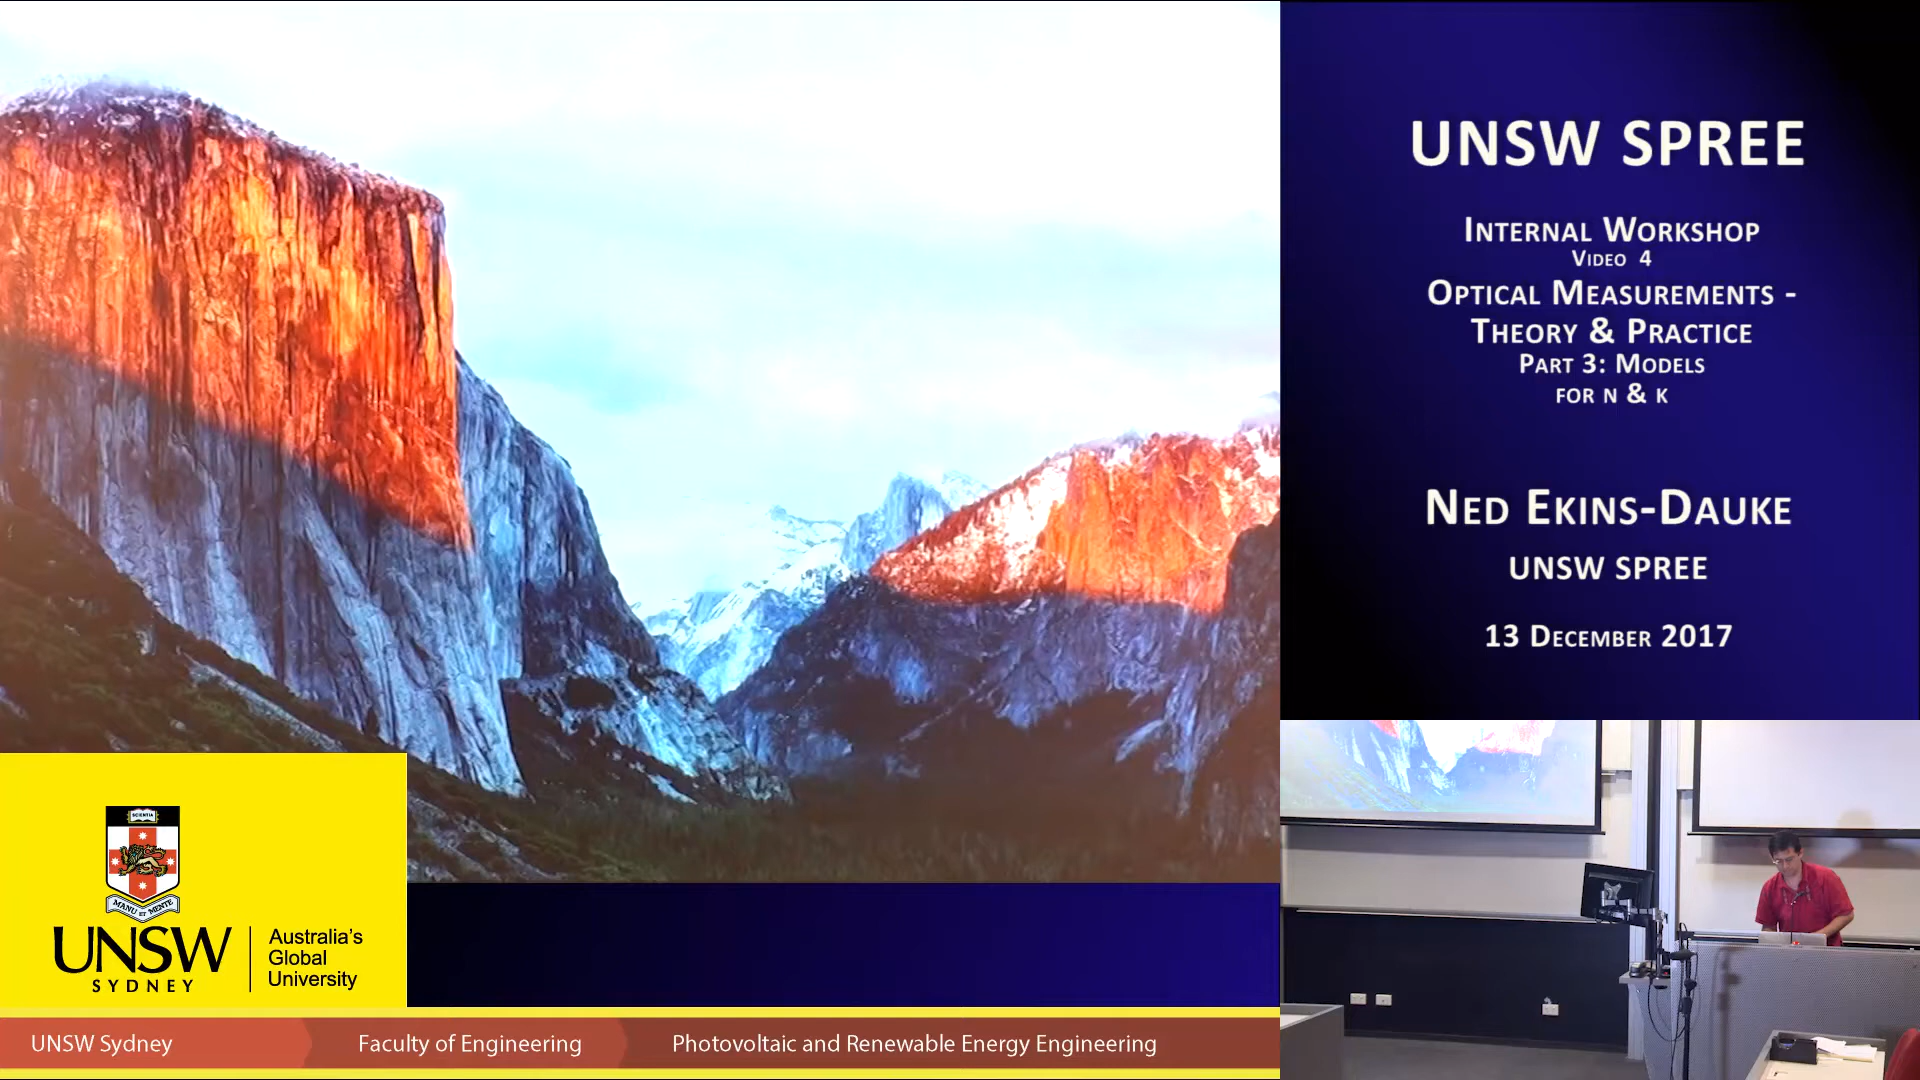 UNSW SPREE
Internal Workshop
Video 4
Optical Measurements -
Theory & Practice
Part 3: Models
for n & k
Ned Ekins-Dauke
UNSW SPREE
13 December 2017
SCIENTIA
MANU ET MENTE
UNSW
SYDNEY
Australia's
Global
University
UNSW Sydney
Faculty of Engineering
Photovoltaic and Renewable Energy Engineering